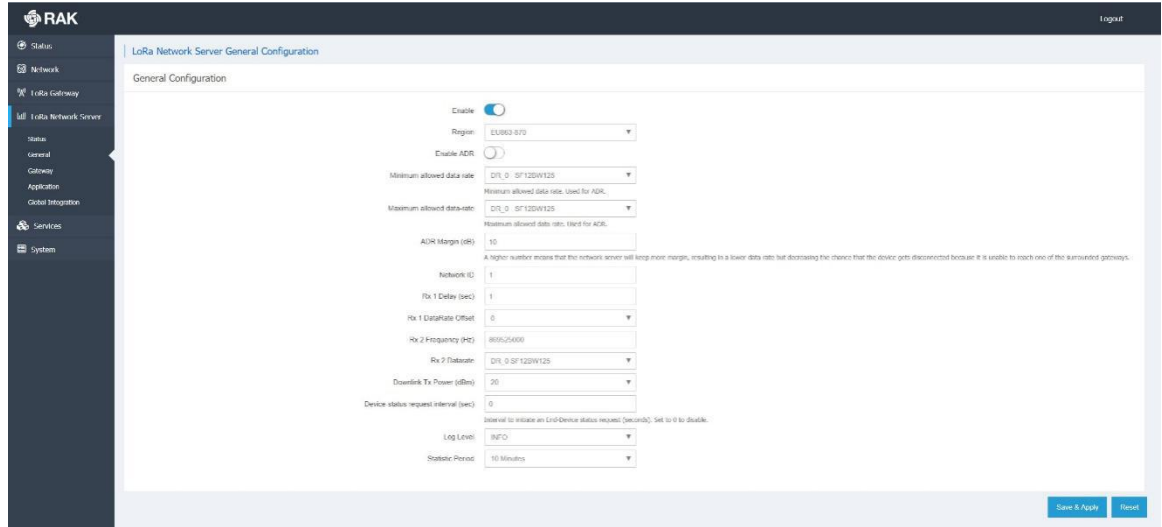 RAK
Logout
Status
Network
LoRa Gateway
LoRa Network Server
Status
General
Gateway
Application
Global Integration
Services
System
LoRa Network Server General Configuration
General Configuration
Enable
Region EU863-870
Enable ADR
Minimum allowed data rate DR_0 SF12BW125
Minimum allowed data rate. Used for ADR.
Maximum allowed data-rate DR_0 SF12BW125
Maximum allowed data rate. Used for ADR.
ADR Margin (dB) 10
A higher number means that the network server will keep more margin, resulting in a lower data rate but decreasing the chance that the device gets disconnected because it is unable to reach one of the surrounded gateways.
Network ID 1
Rx 1 Delay (sec) 1
Rx 1 DataRate Offset 0
Rx 2 Frequency (Hz) 869525000
Rx 2 Datarate DR_0 SF12BW125
Downlink Tx Power (dBm) 20
Device status request interval (sec) 0
Interval to initiate an End-Device status request (seconds). Set to 0 to disable.
Log Level INFO
Statistic Period 10 Minutes
Save & Apply Reset